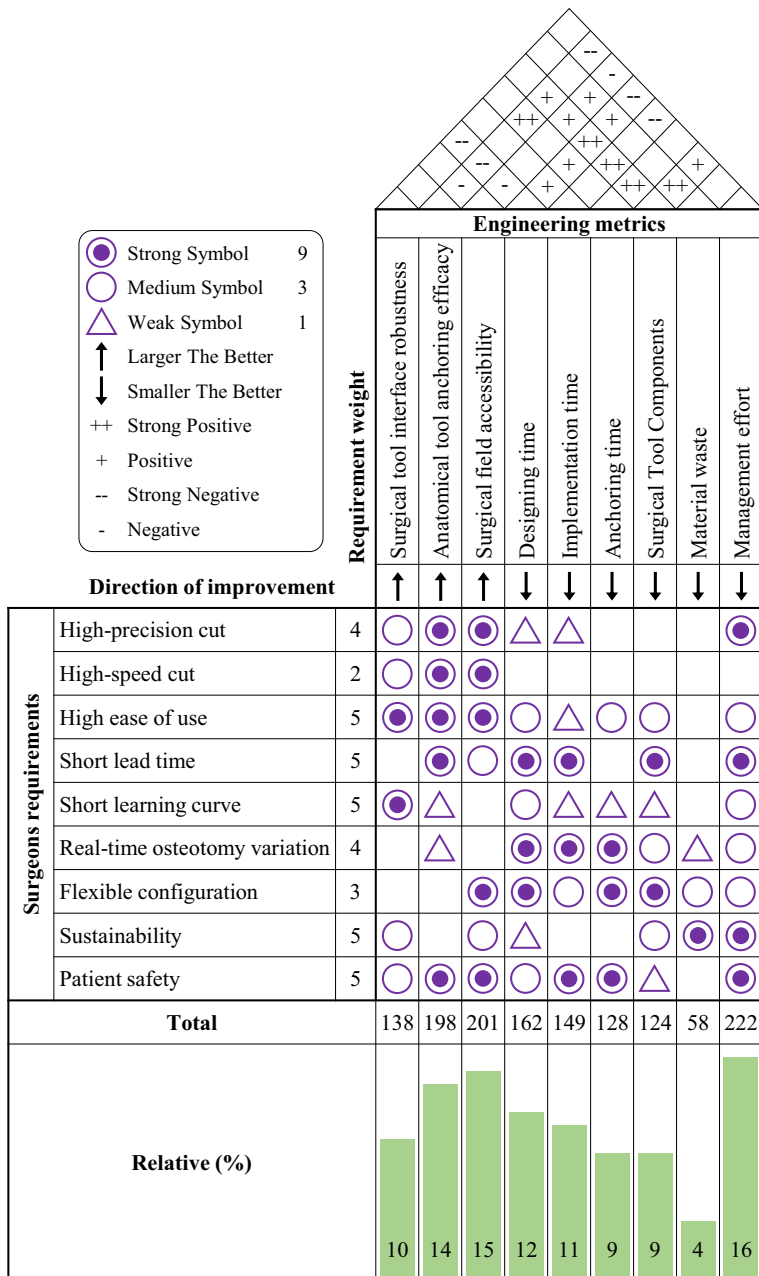 --
-
+ + --
++ + + --
-- ++
-- + ++ +
- - + ++ ++
Engineering metrics
Strong Symbol 9
Medium Symbol 3
Weak Symbol 1
Larger The Better
Smaller The Better
++ Strong Positive
+ Positive
-- Strong Negative
- Negative
Requirement weight
Surgical tool interface robustness
Anatomical tool anchoring efficacy
Surgical field accessibility
Designing time
Implementation time
Anchoring time
Surgical Tool Components
Material waste
Management effort
Direction of improvement
Surgeons requirements
High-precision cut 4
High-speed cut 2
High ease of use 5
Short lead time 5
Short learning curve 5
Real-time osteotomy variation 4
Flexible configuration 3
Sustainability 5
Patient safety 5
Total 138 198 201 162 149 128 124 58 222
Relative (%)
10 14 15 12 11 9 9 4 16